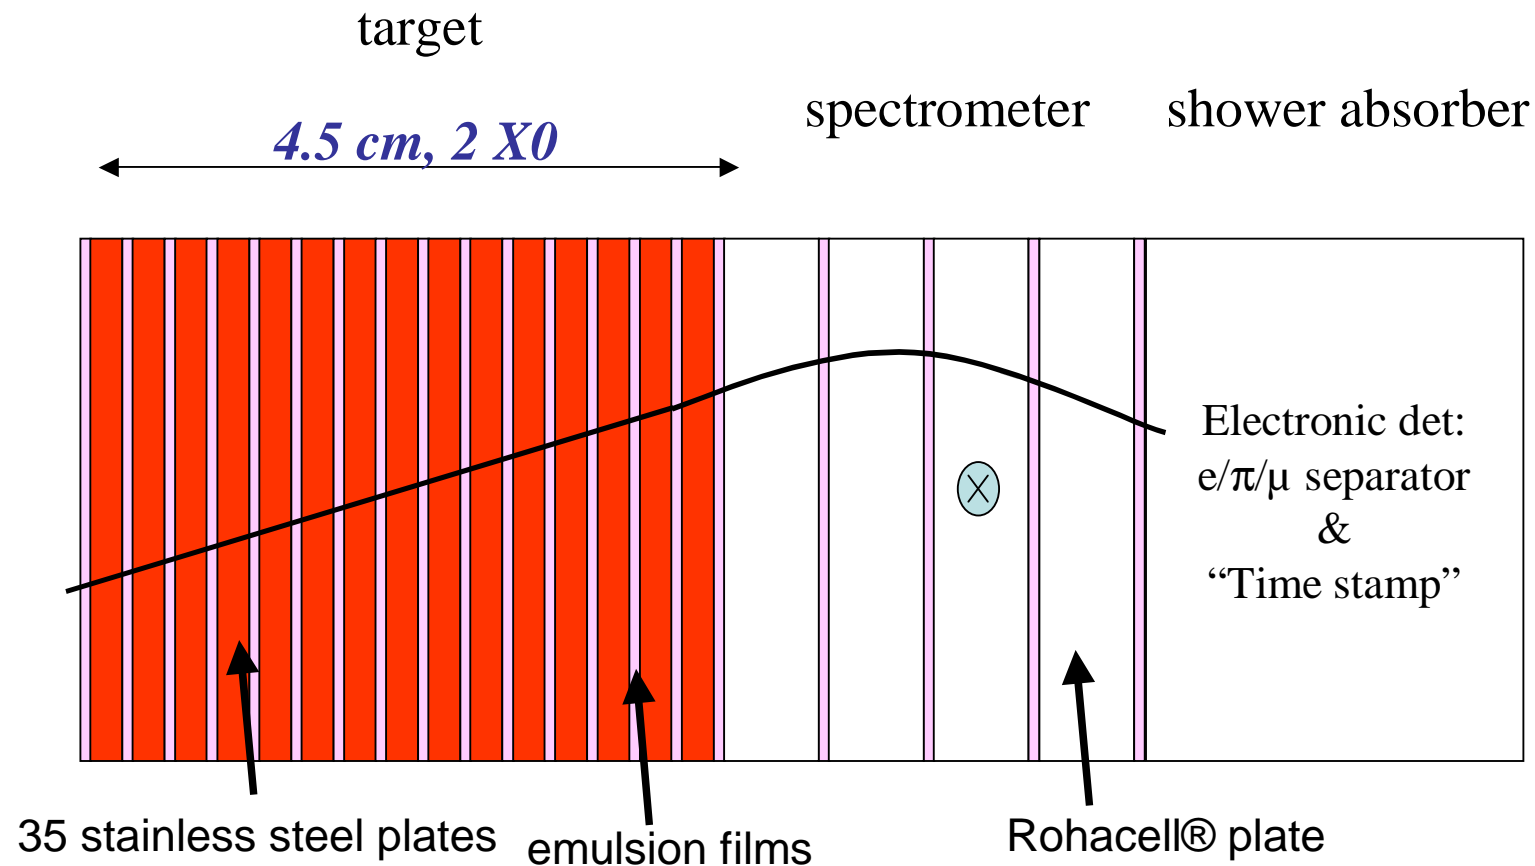 target
4.5 cm, 2 X0
spectrometer
shower absorber
Electronic det:
e/π/μ separator
&
“Time stamp”
35 stainless steel plates
emulsion films
Rohacell® plate